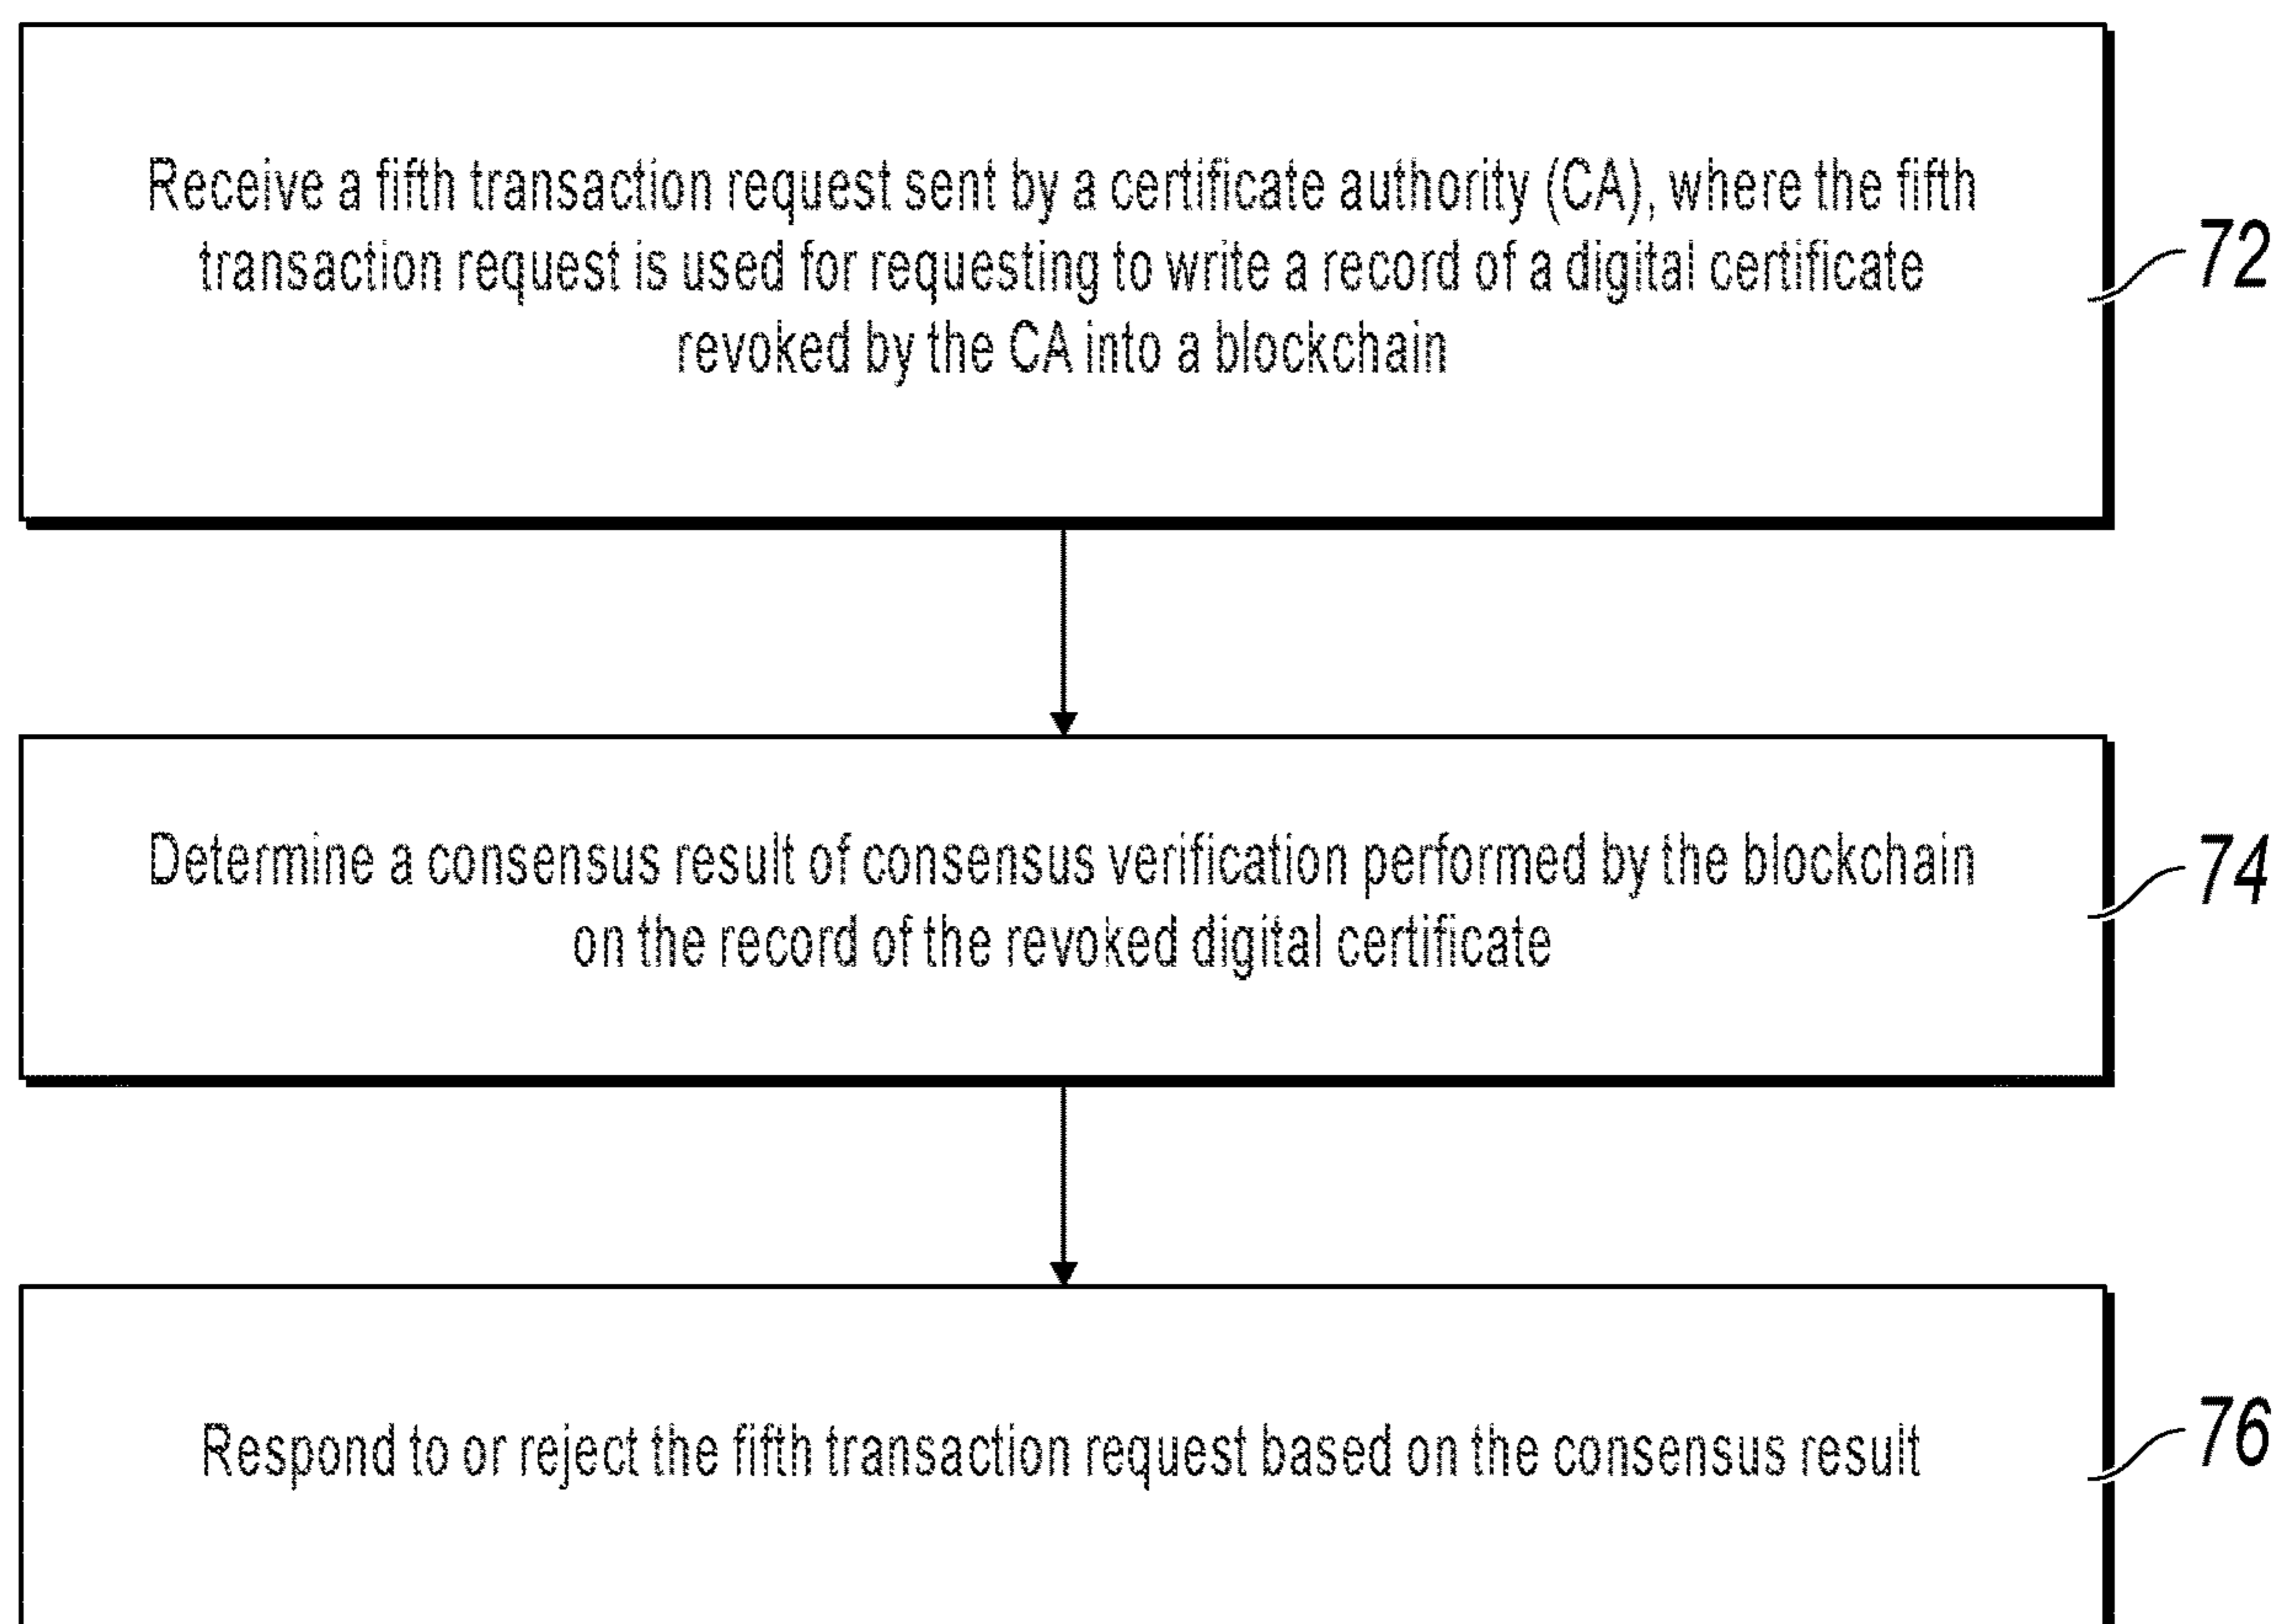 Receive a fifth transaction request sent by a certificate authority (CA), where the fifth
transaction request is used for requesting to write a record of a digital certificate
revoked by the CA into a blockchain
72
Determine a consensus result of consensus verification performed by the blockchain
on the record of the revoked digital certificate
74
Respond to or reject the fifth transaction request based on the consensus result
76